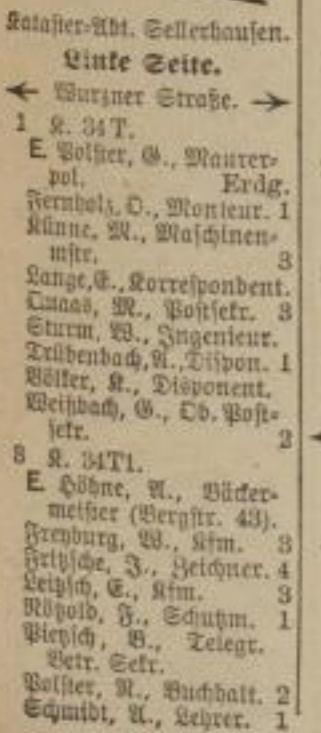 Kataster-Abt. Sellerhausen.
Linke Seite.
← Wurzner Straße. →
1 K. 34T.
E Polster, G., Maurer-
pol. Erdg.
Fernholz, O., Monteur. 1
Künne, M., Maschinen-
mstr. 3
Lange, E., Korrespondent.
Quaas, M., Postsekr. 3
Sturm, W., Ingenieur.
Trübenbach, A., Dispon. 1
Völker, K., Disponent.
Weißbach, G., Ob. Post-
sekr. 2
3 K. 34T1.
E Höhne, A., Bäcker-
meister (Bergstr. 43).
Freyburg, W., Kfm. 3
Fritzsche, J., Zeichner. 4
Leitzsch, E., Kfm. 3
Nötzold, F., Schutzm. 1
Pietzsch, B., Telegr.
Betr. Sekr.
Polster, R., Buchhalt. 2
Schmidt, A., Lehrer. 1